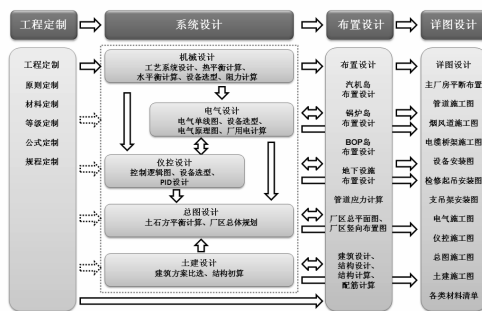 工程定制
系统设计
布置设计
详图设计
工程定制
原则定制
材料定制
等级定制
公式定制
规程定制
机械设计
工艺系统设计、热平衡计算、
水平衡计算、设备选型、阻力计算
电气设计
电气单线图、设备选型、
电气原理图、厂用电计算
仪控设计
控制逻辑图、设备选型、
PID设计
总图设计
土石方平衡计算、厂区总体规划
土建设计
建筑方案比选、结构初算
布置设计
汽机岛
布置设计
锅炉岛
布置设计
BOP岛
布置设计
地下设施
布置设计
管道应力计算
厂区总平面图、
厂区竖向布置图
建筑设计、
结构设计、
结构计算、
配筋计算
详图设计
主厂房平断布置
管道施工图
烟风道施工图
电缆桥架施工图
设备安装图
检修起吊安装图
支吊架安装图
电气施工图
仪控施工图
总图施工图
土建施工图
各类材料清单